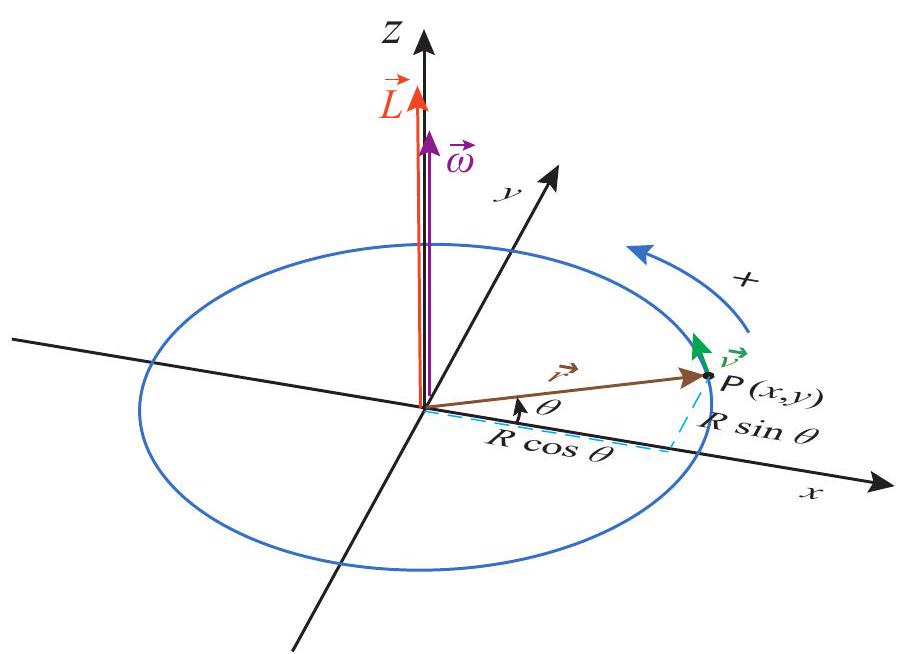 z
L⃗
ω⃗
y
+
v⃗
r⃗
P (x,y)
θ
R sin θ
R cos θ
x